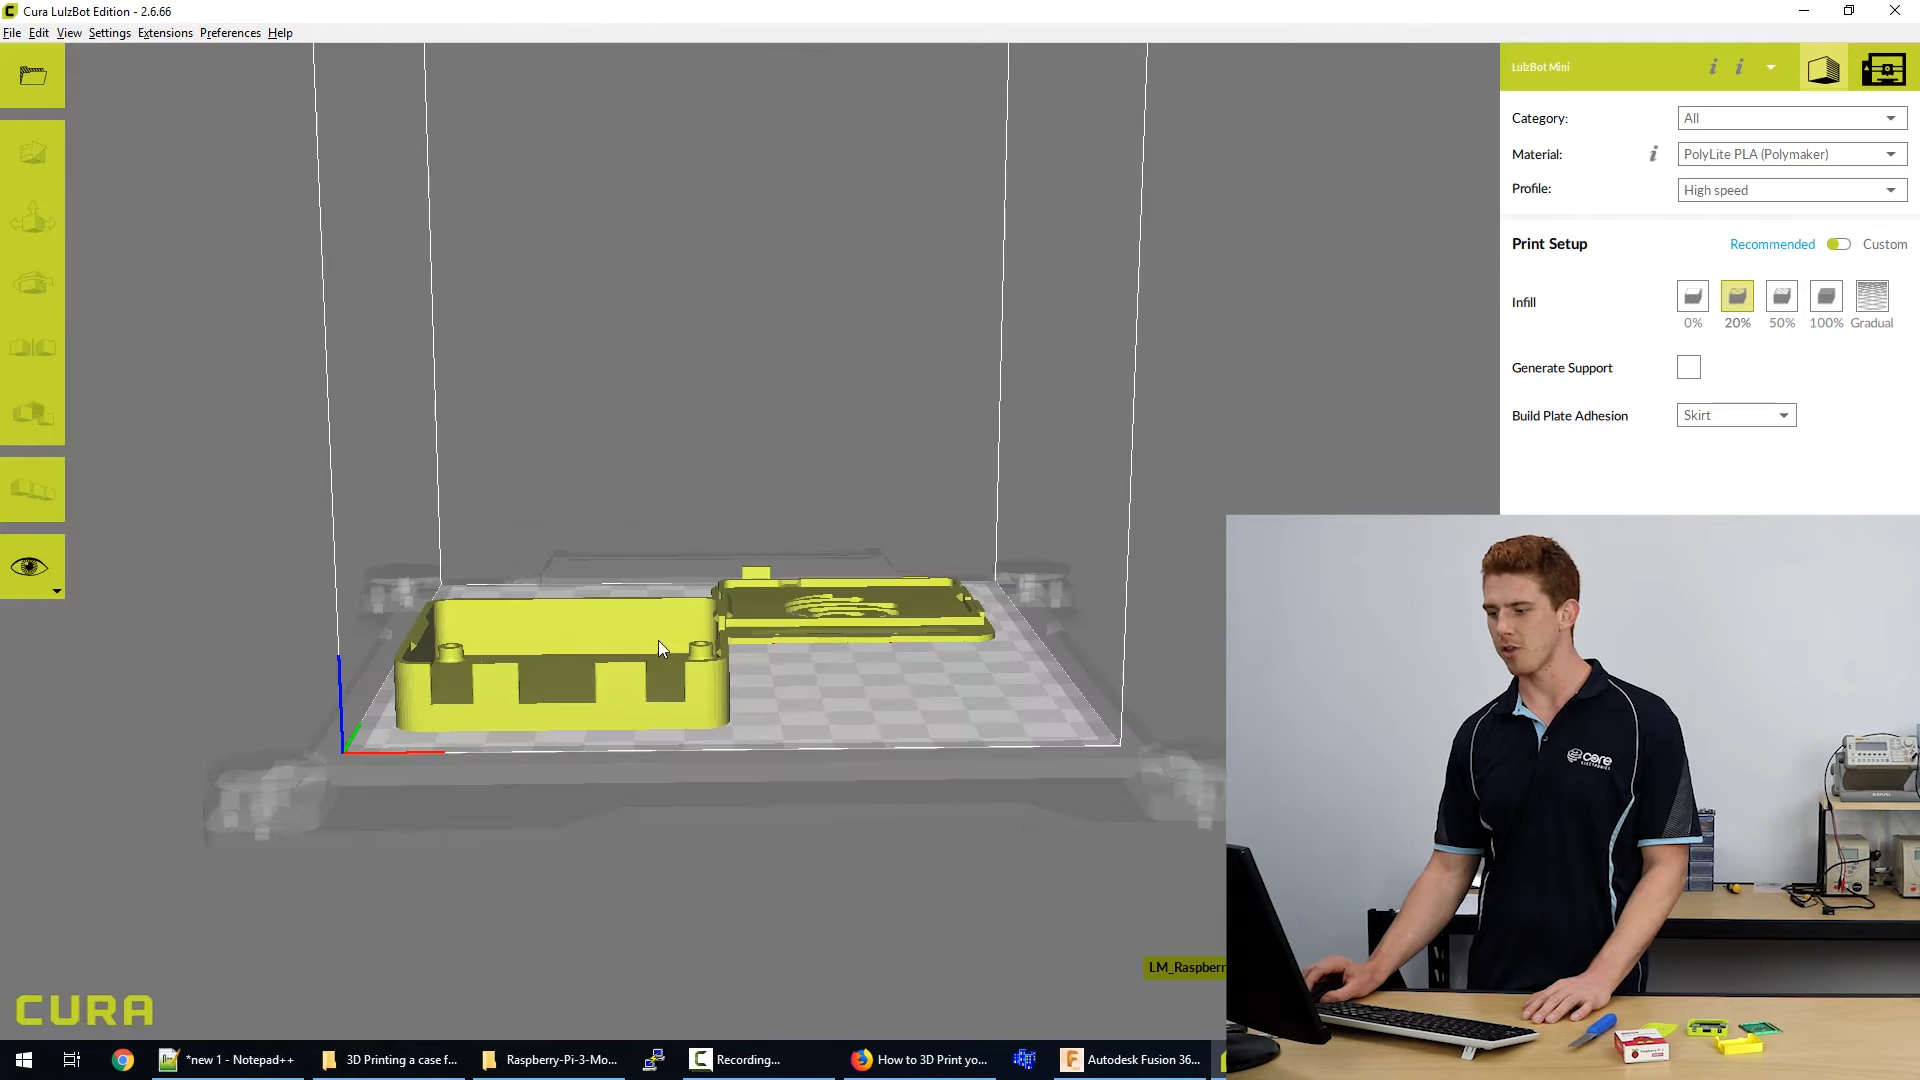 Cura LulzBot Edition - 2.6.66
File Edit View Settings Extensions Preferences Help
LulzBot Mini
Category: All
Material: PolyLite PLA (Polymaker)
Profile: High speed
Print Setup Recommended Custom
Infill
0% 20% 50% 100% Gradual
Generate Support
Build Plate Adhesion Skirt
core
ELECTRONICS
LM_Raspberr
CURA
*new 1 - Notepad++
3D Printing a case f...
Raspberry-Pi-3-Mo...
Recording...
How to 3D Print yo...
Autodesk Fusion 36...